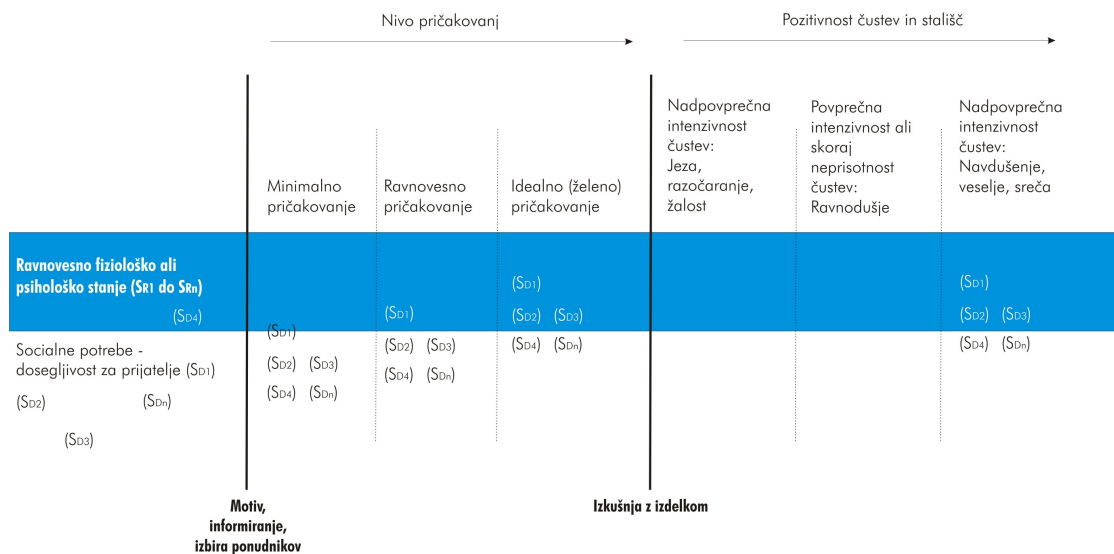 Nivo pričakovanj
Pozitivnost čustev in stališč
Minimalno
pričakovanje
Ravnovesno
pričakovanje
Idealno (želeno)
pričakovanje
Nadpovprečna
intenzivnost
čustev:
Jeza,
razočaranje,
žalost
Povprečna
intenzivnost ali
skoraj
neprisotnost
čustev:
Ravnodušje
Nadpovprečna
intenzivnost
čustev:
Navdušenje,
veselje, sreča
Ravnovesno fiziološko ali
psihološko stanje (SR1 do SRn)
(SD4)
Socialne potrebe -
dosegljivost za prijatelje (SD1)
(SD2) (SDn)
(SD3)
(SD1)
(SD2) (SD3)
(SD4) (SDn)
(SD1)
(SD2) (SD3)
(SD4) (SDn)
(SD1)
(SD2) (SD3)
(SD4) (SDn)
(SD1)
(SD2) (SD3)
(SD4) (SDn)
Motiv,
informiranje,
izbira ponudnikov
Izkušnja z izdelkom